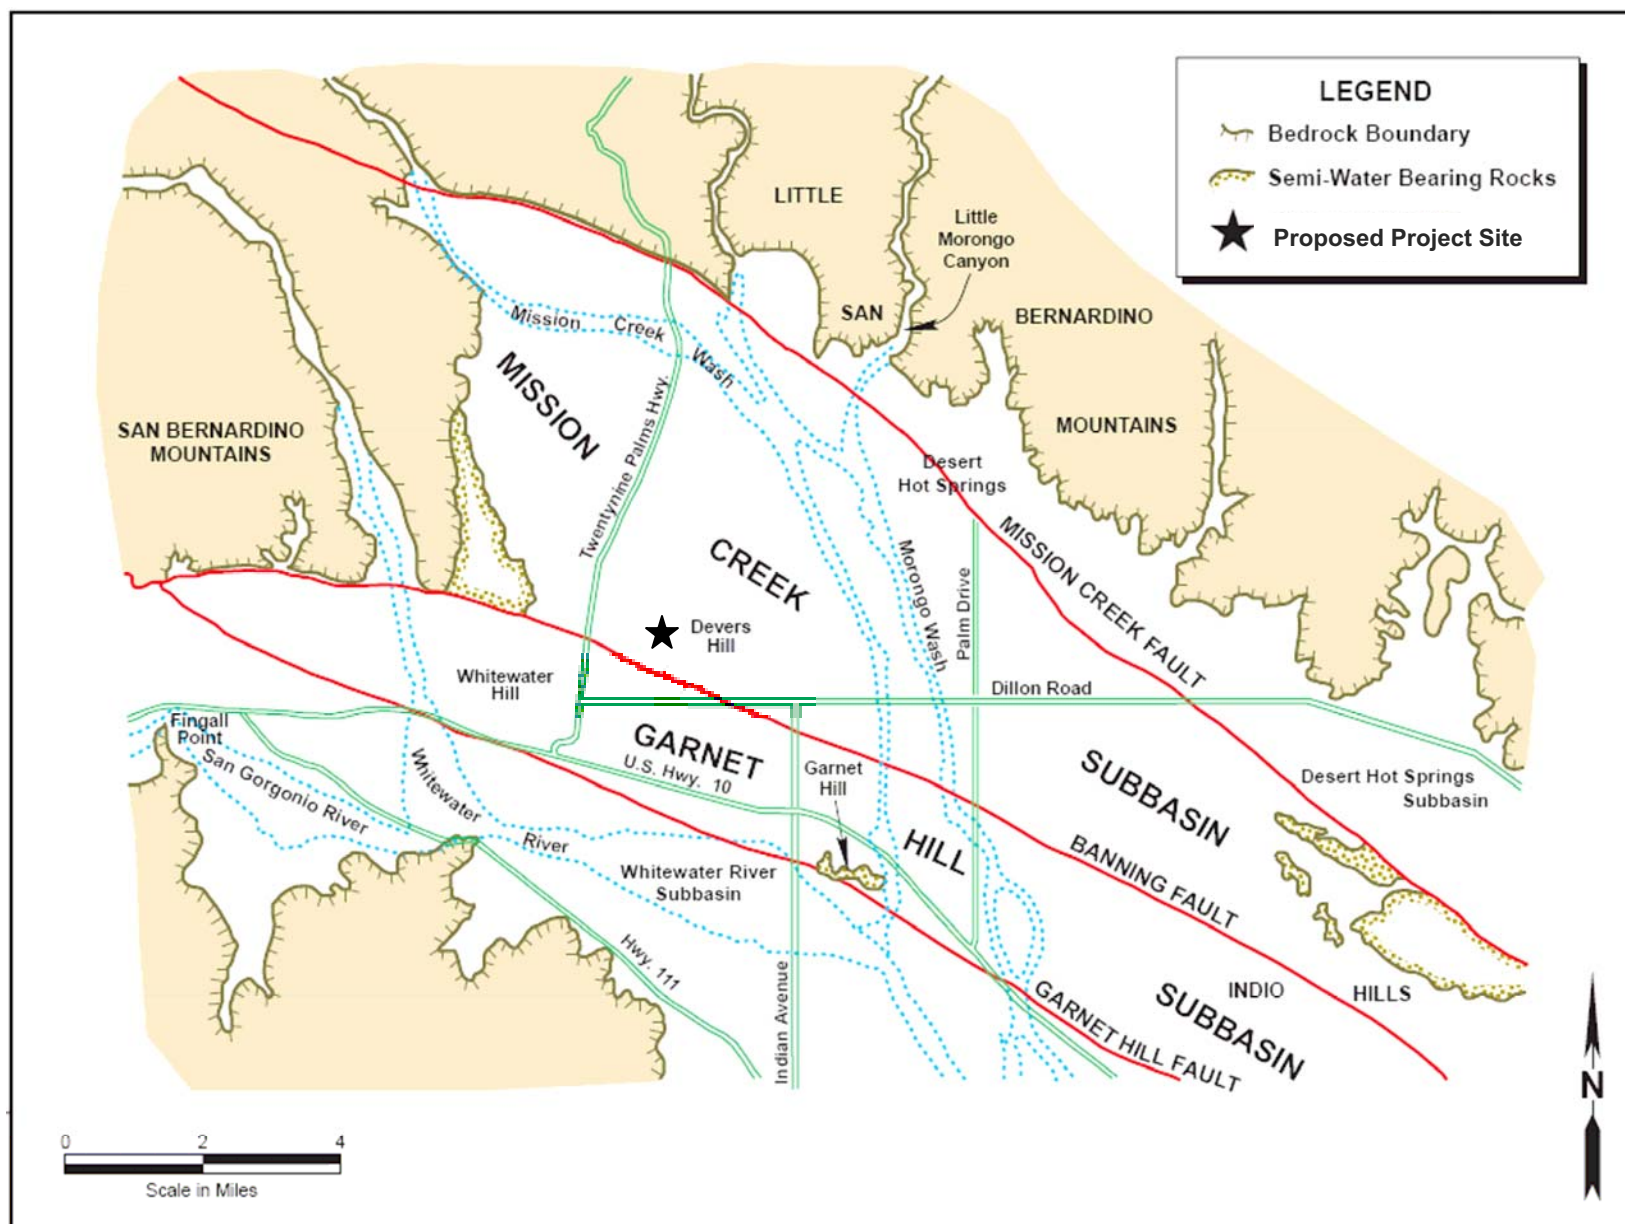 LEGEND
Bedrock Boundary
Semi-Water Bearing Rocks
Proposed Project Site
LITTLE
Little
Morongo
Canyon
SAN
BERNARDINO
Mission Creek Wash
MISSION
Twentynine Palms Hwy.
SAN BERNARDINO
MOUNTAINS
MOUNTAINS
Desert
Hot Springs
MISSION CREEK FAULT
CREEK
Morongo Wash
Palm Drive
Devers
Hill
Whitewater
Hill
Dillon Road
Fingall
Point
San Gorgonio River
Whitewater
River
GARNET
U.S. Hwy. 10
Garnet
Hill
HILL
SUBBASIN
Desert Hot Springs
Subbasin
BANNING FAULT
Whitewater River
Subbasin
Hwy. 111
Indian Avenue
INDIO
HILLS
GARNET HILL FAULT
SUBBASIN
N
0 2 4
Scale in Miles